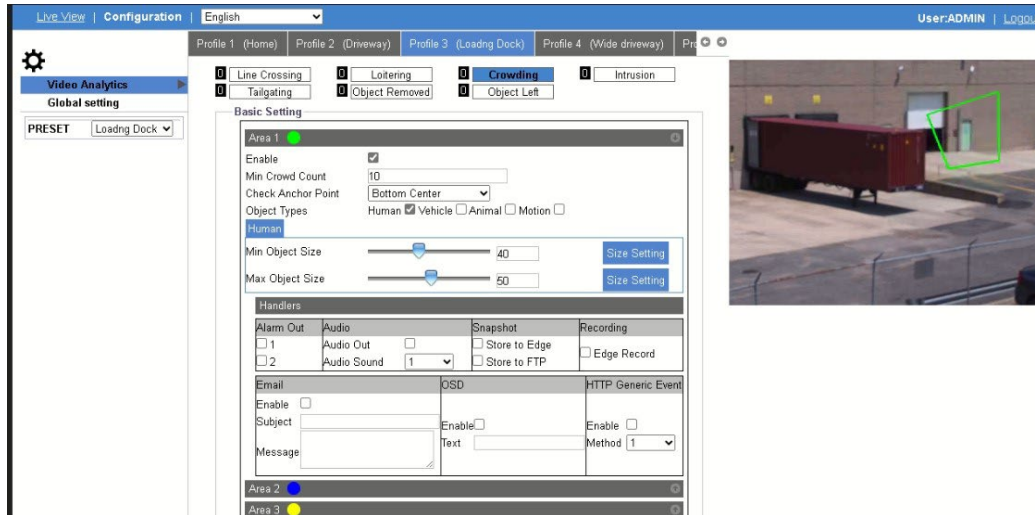 Live View | Configuration | English User:ADMIN | Logou
Profile 1 (Home) Profile 2 (Driveway) Profile 3 (Loadng Dock) Profile 4 (Wide driveway) Pr
0 Line Crossing 0 Loitering 0 Crowding 0 Intrusion
0 Tailgating 0 Object Removed 0 Object Left
Video Analytics
Global setting
PRESET Loadng Dock
Basic Setting
Area 1
Enable
Min Crowd Count 10
Check Anchor Point Bottom Center
Object Types Human Vehicle Animal Motion
Human
Min Object Size 40 Size Setting
Max Object Size 50 Size Setting
Handlers
Alarm Out Audio Snapshot Recording
1 Audio Out Store to Edge Edge Record
2 Audio Sound 1 Store to FTP
Email OSD HTTP Generic Event
Enable
Subject Enable Enable
Text Method 1
Message
Area 2
Area 3